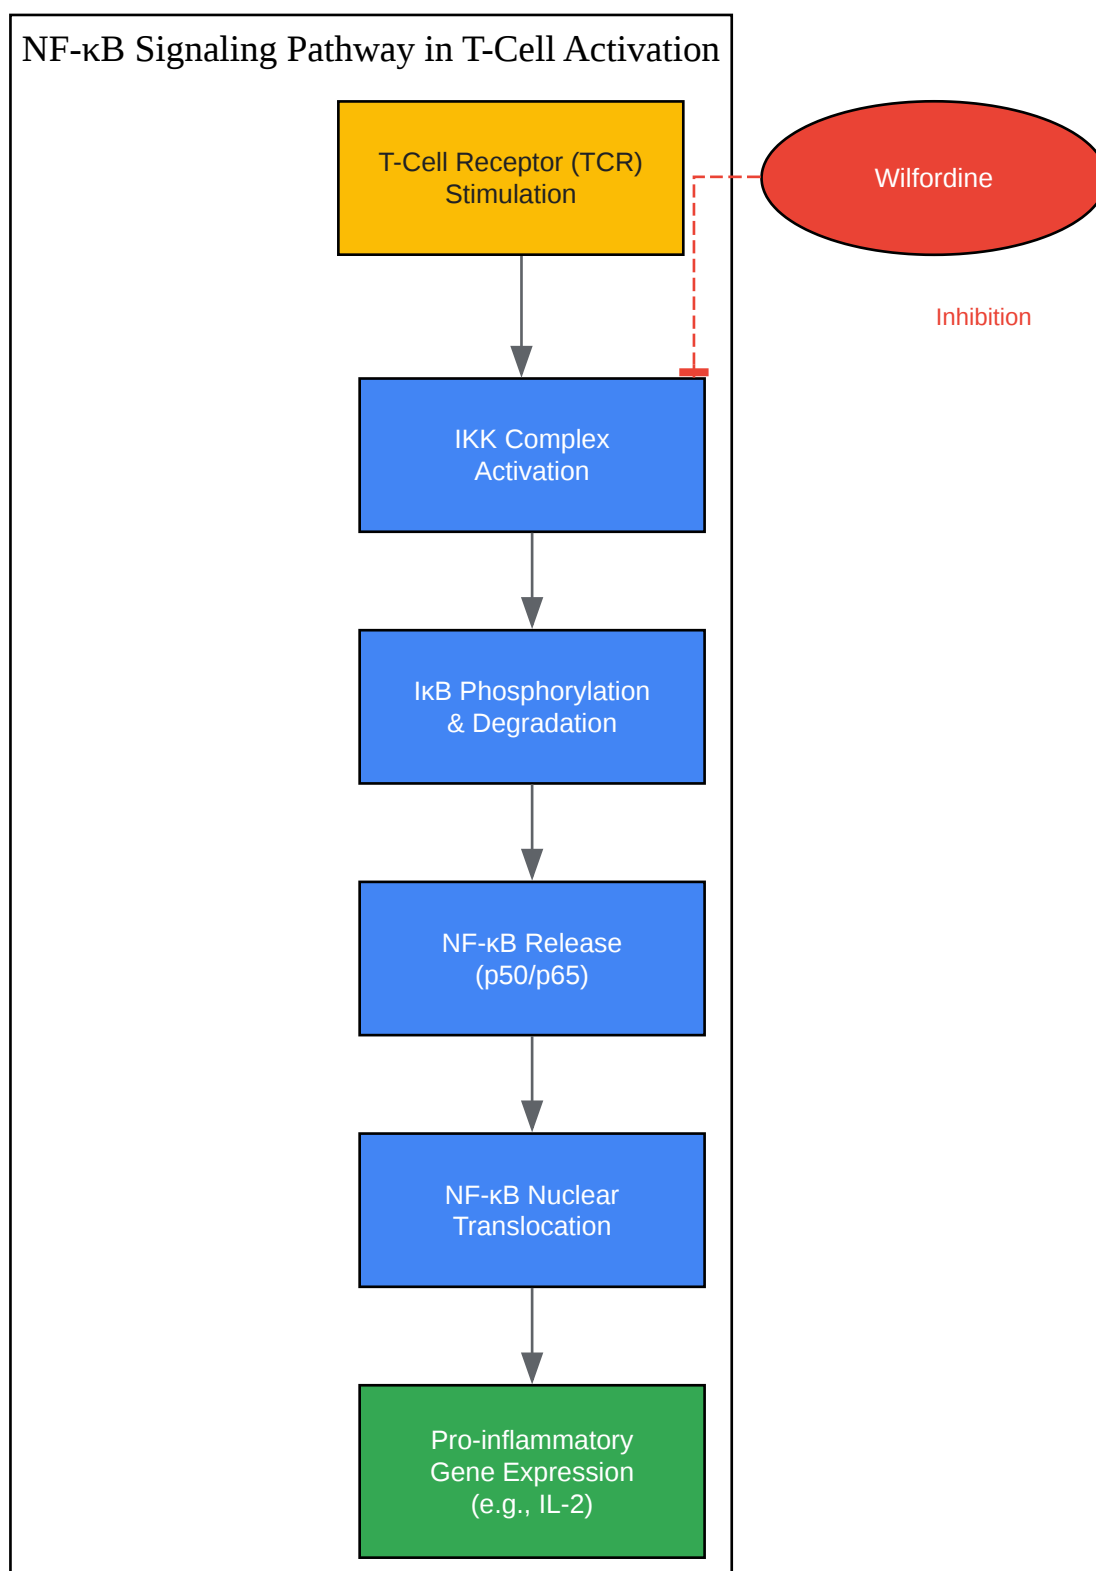 NF-κB Signaling Pathway in T-Cell Activation
T-Cell Receptor (TCR)
Stimulation
Wilfordine
Inhibition
IKK Complex
Activation
IκB Phosphorylation
& Degradation
NF-κB Release
(p50/p65)
NF-κB Nuclear
Translocation
Pro-inflammatory
Gene Expression
(e.g., IL-2)